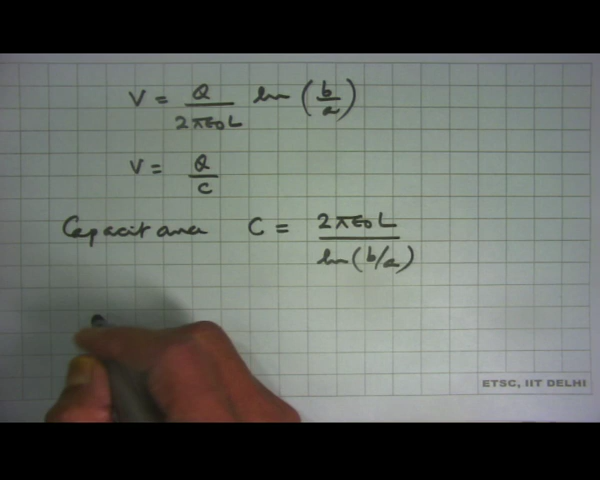 V = Q / 2πε0L ln (b/a)
V = Q / C
Capacitance C = 2πε0L / ln(b/a)
ETSC, IIT DELHI